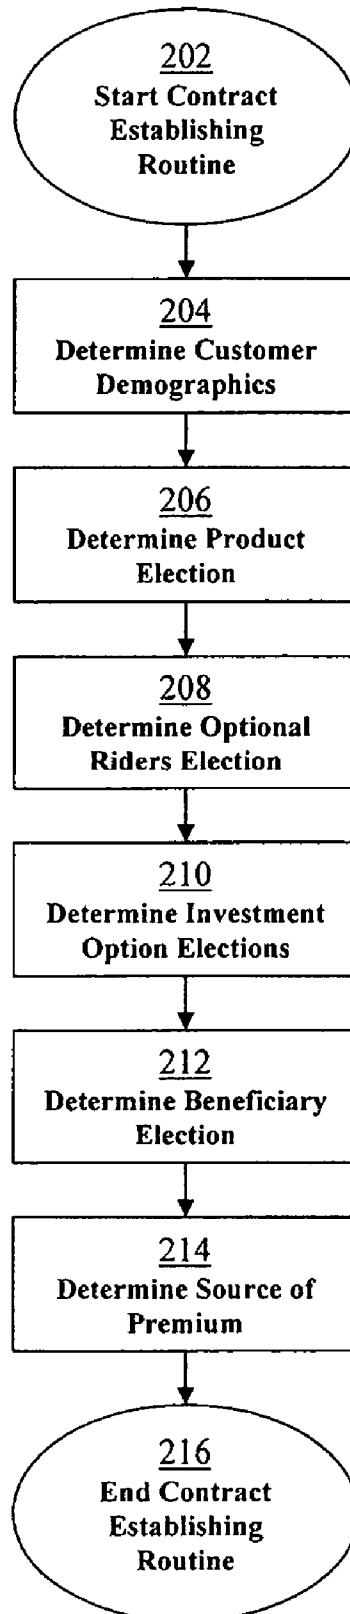 202
Start Contract
Establishing
Routine
204
Determine Customer
Demographics
206
Determine Product
Election
208
Determine Optional
Riders Election
210
Determine Investment
Option Elections
212
Determine Beneficiary
Election
214
Determine Source of
Premium
216
End Contract
Establishing
Routine